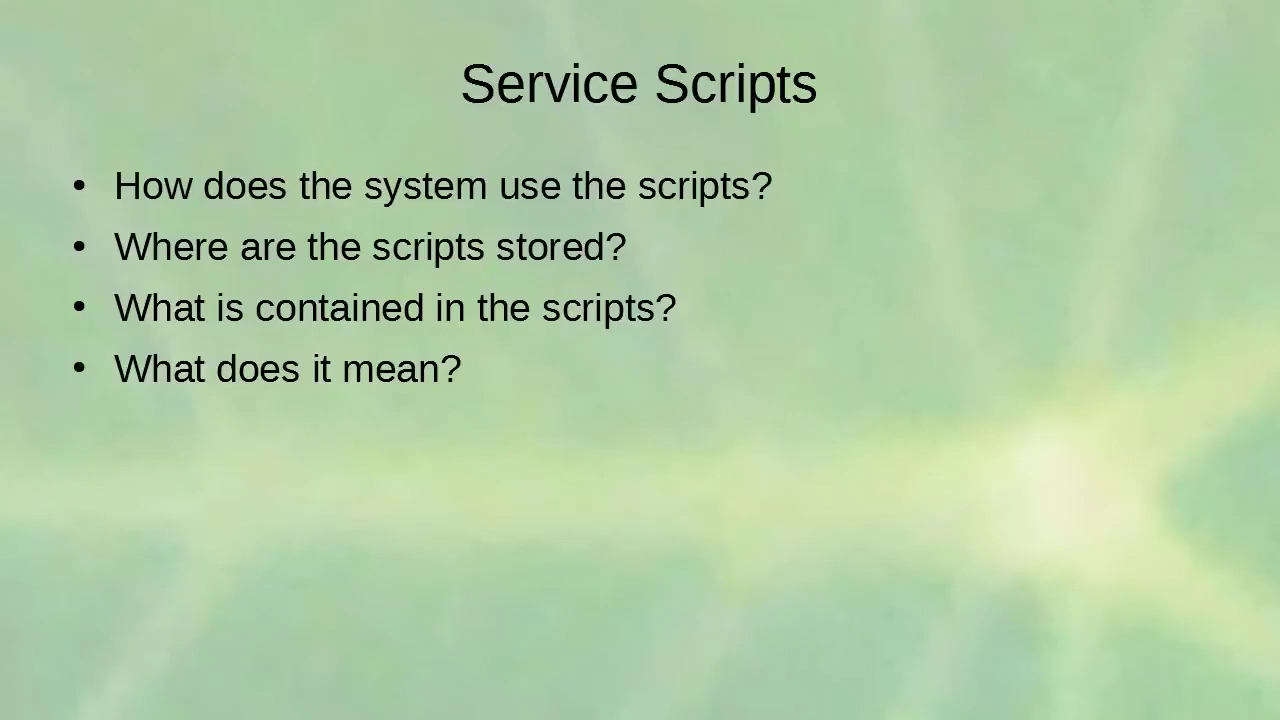 Service Scripts
• How does the system use the scripts?
• Where are the scripts stored?
• What is contained in the scripts?
• What does it mean?